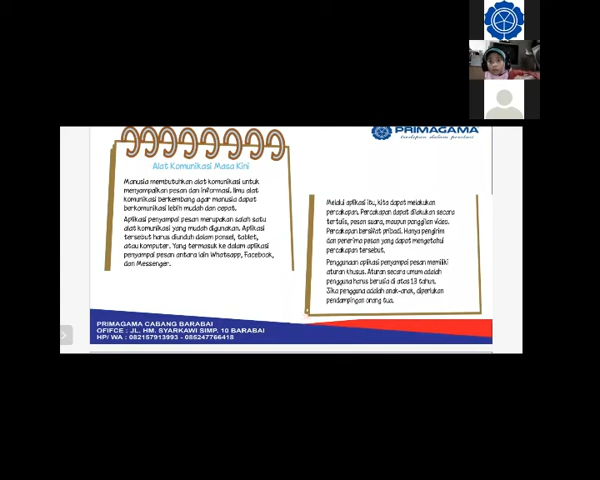 PRIMAGAMA
terdepan dalam prestasi
Alat Komunikasi Masa Kini
Manusia membutuhkan alat komunikasi untuk
menyampaikan pesan dan informasi. Ilmu alat
komunikasi berkembang agar manusia dapat
berkomunikasi lebih mudah dan cepat.
Aplikasi penyampai pesan merupakan salah satu
alat komunikasi yang mudah digunakan. Aplikasi
tersebut harus diunduh dalam ponsel, tablet,
atau komputer. Yang termasuk ke dalam aplikasi
penyampai pesan antara lain Whatsapp, Facebook,
dan Messenger.
Melalui aplikasi itu, kita dapat melakukan
percakapan. Percakapan dapat dilakukan secara
tertulis, pesan suara, maupun panggilan video.
Percakapan bersifat pribadi. Hanya pengirim
dan penerima pesan yang dapat mengetahui
percakapan tersebut.
Penggunaan aplikasi penyampai pesan memiliki
aturan khusus. Aturan secara umum adalah
pengguna harus berusia di atas 13 tahun.
Jika pengguna adalah anak-anak, diperlukan
pendampingan orang tua.
PRIMAGAMA CABANG BARABAI
OFIFCE : JL. HM. SYARKAWI SIMP. 10 BARABAI
HP/ WA : 082157913993 - 085247766418